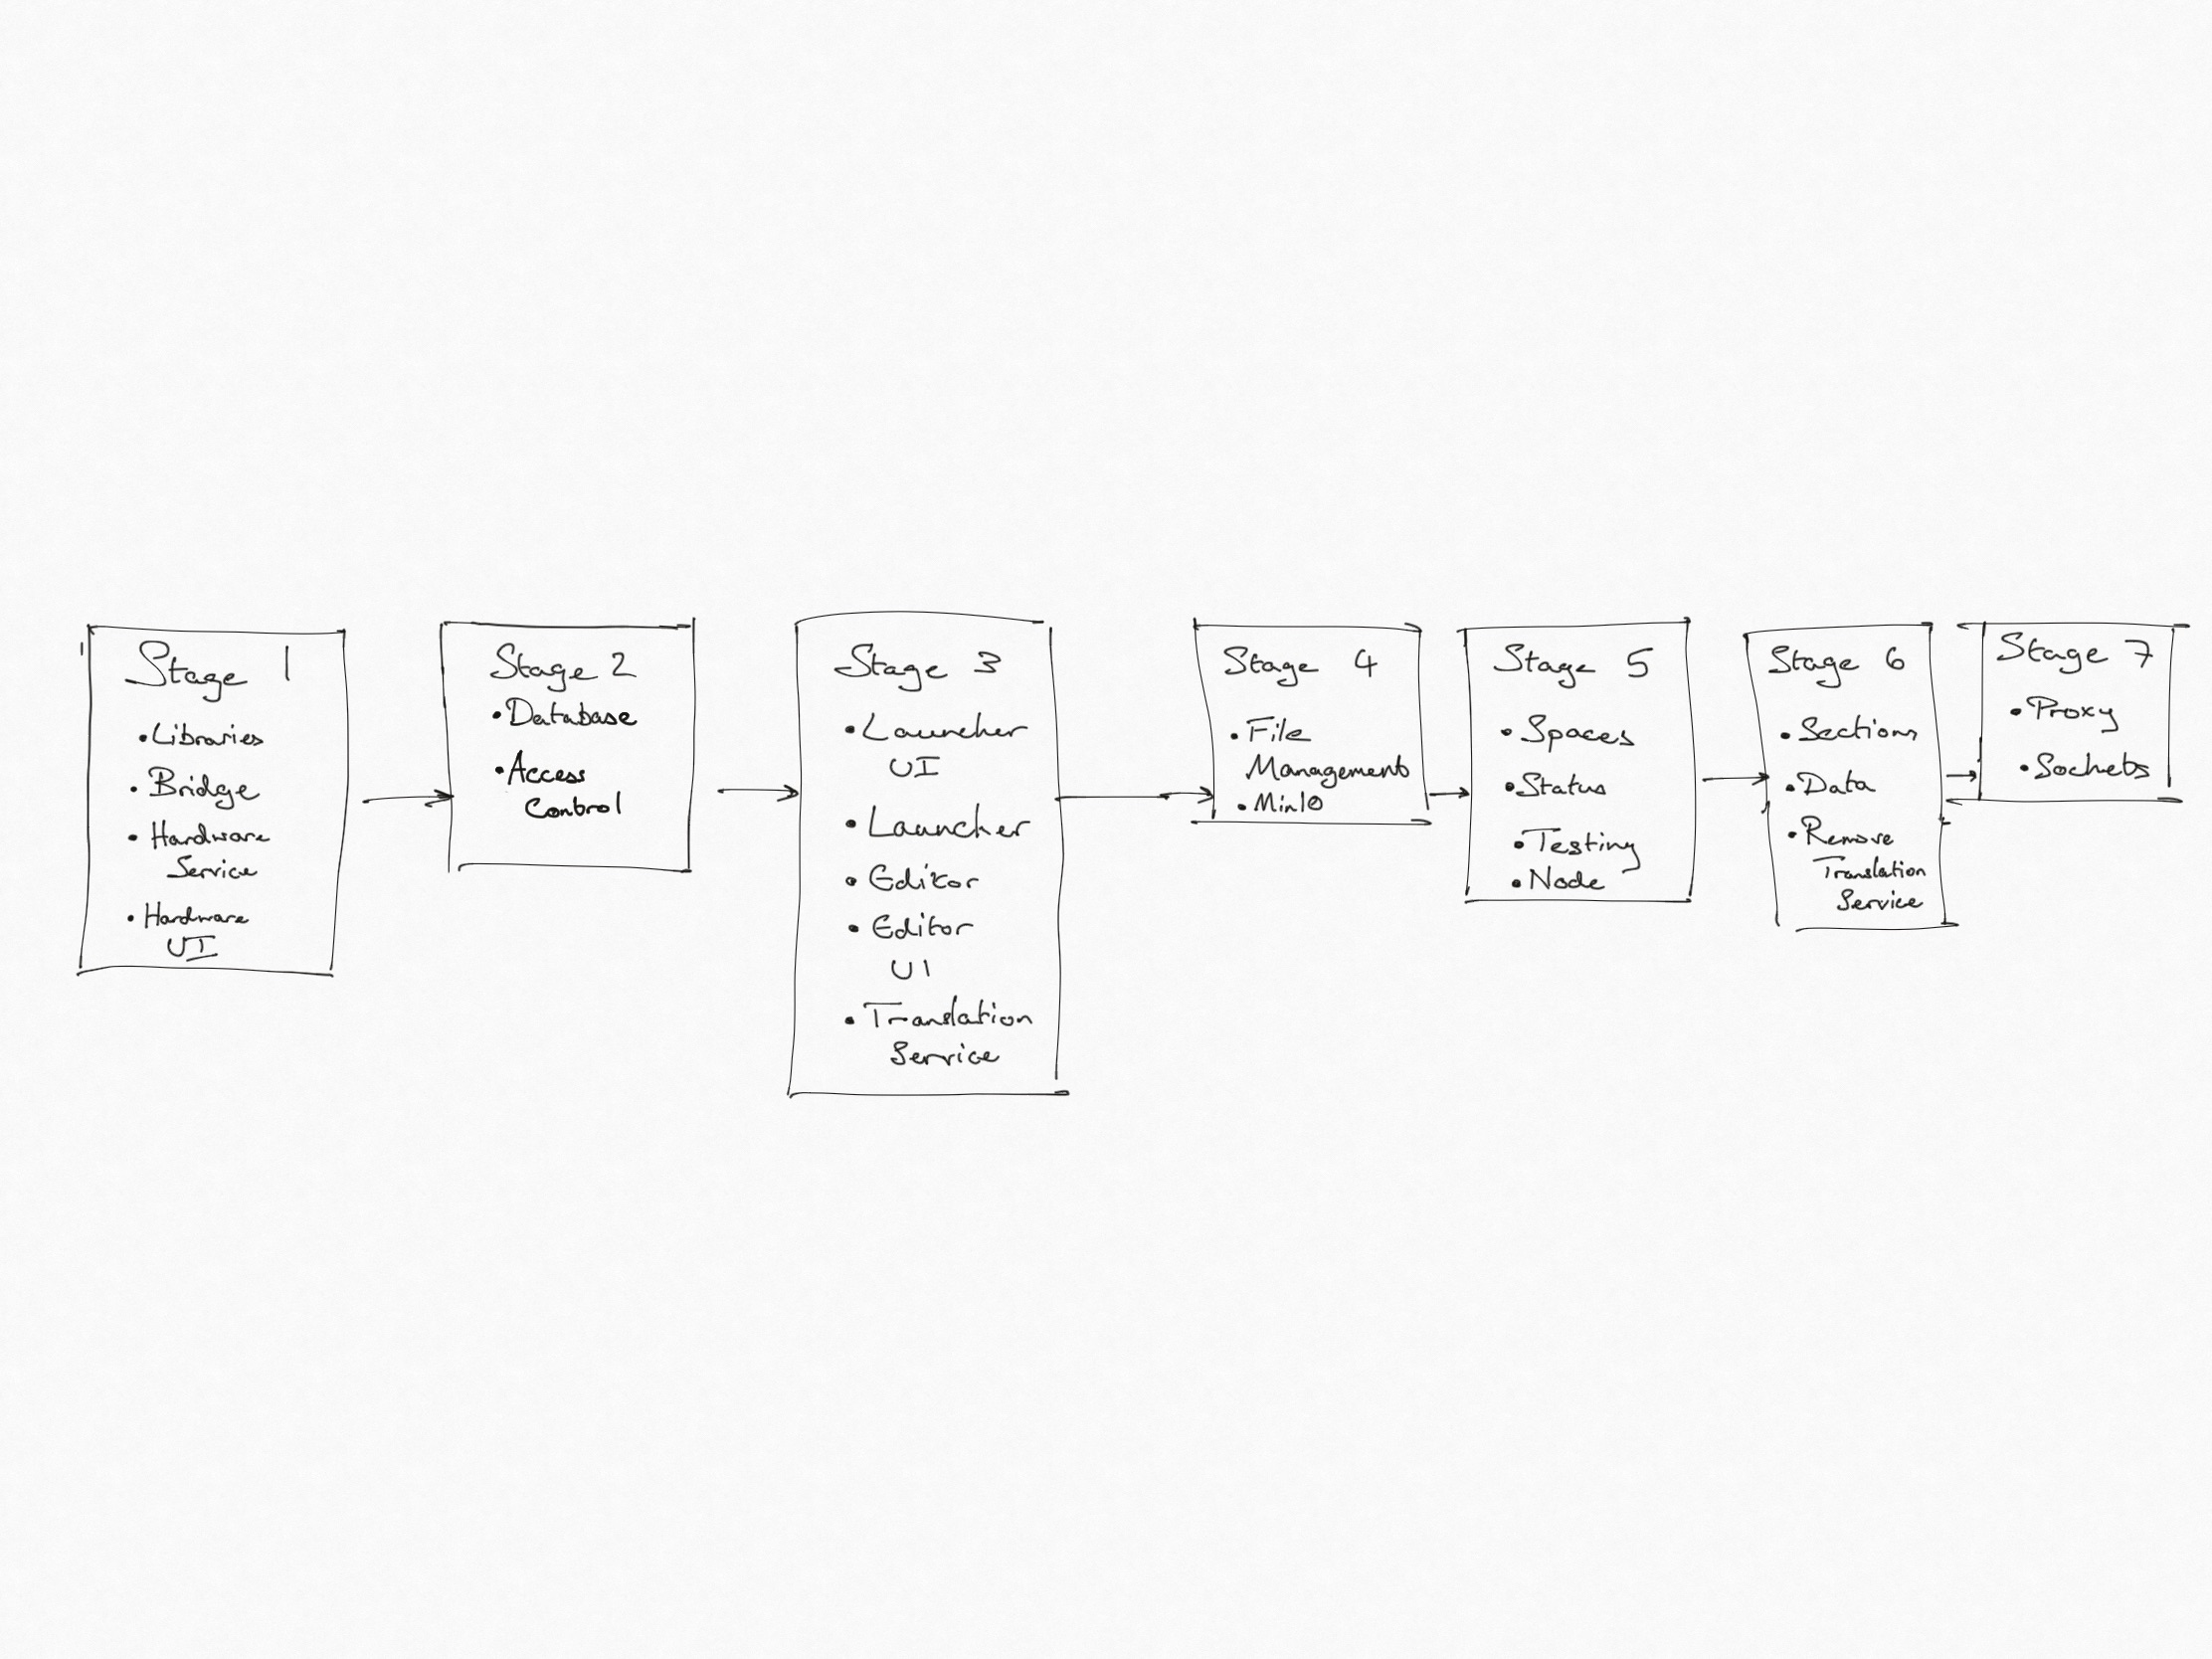 Stage 1
•Libraries
•Bridge
•Hardware
Service
•Hardware
UI
Stage 2
•Database
•Access
Control
Stage 3
•Launcher
UI
•Launcher
•Editor
•Editor
UI
•Translation
Service
Stage 4
•File
Management
•MinIO
Stage 5
•Spaces
•Status
•Testing
•Node
Stage 6
•Sections
•Data
•Remove
Translation
Service
Stage 7
•Proxy
•Sockets